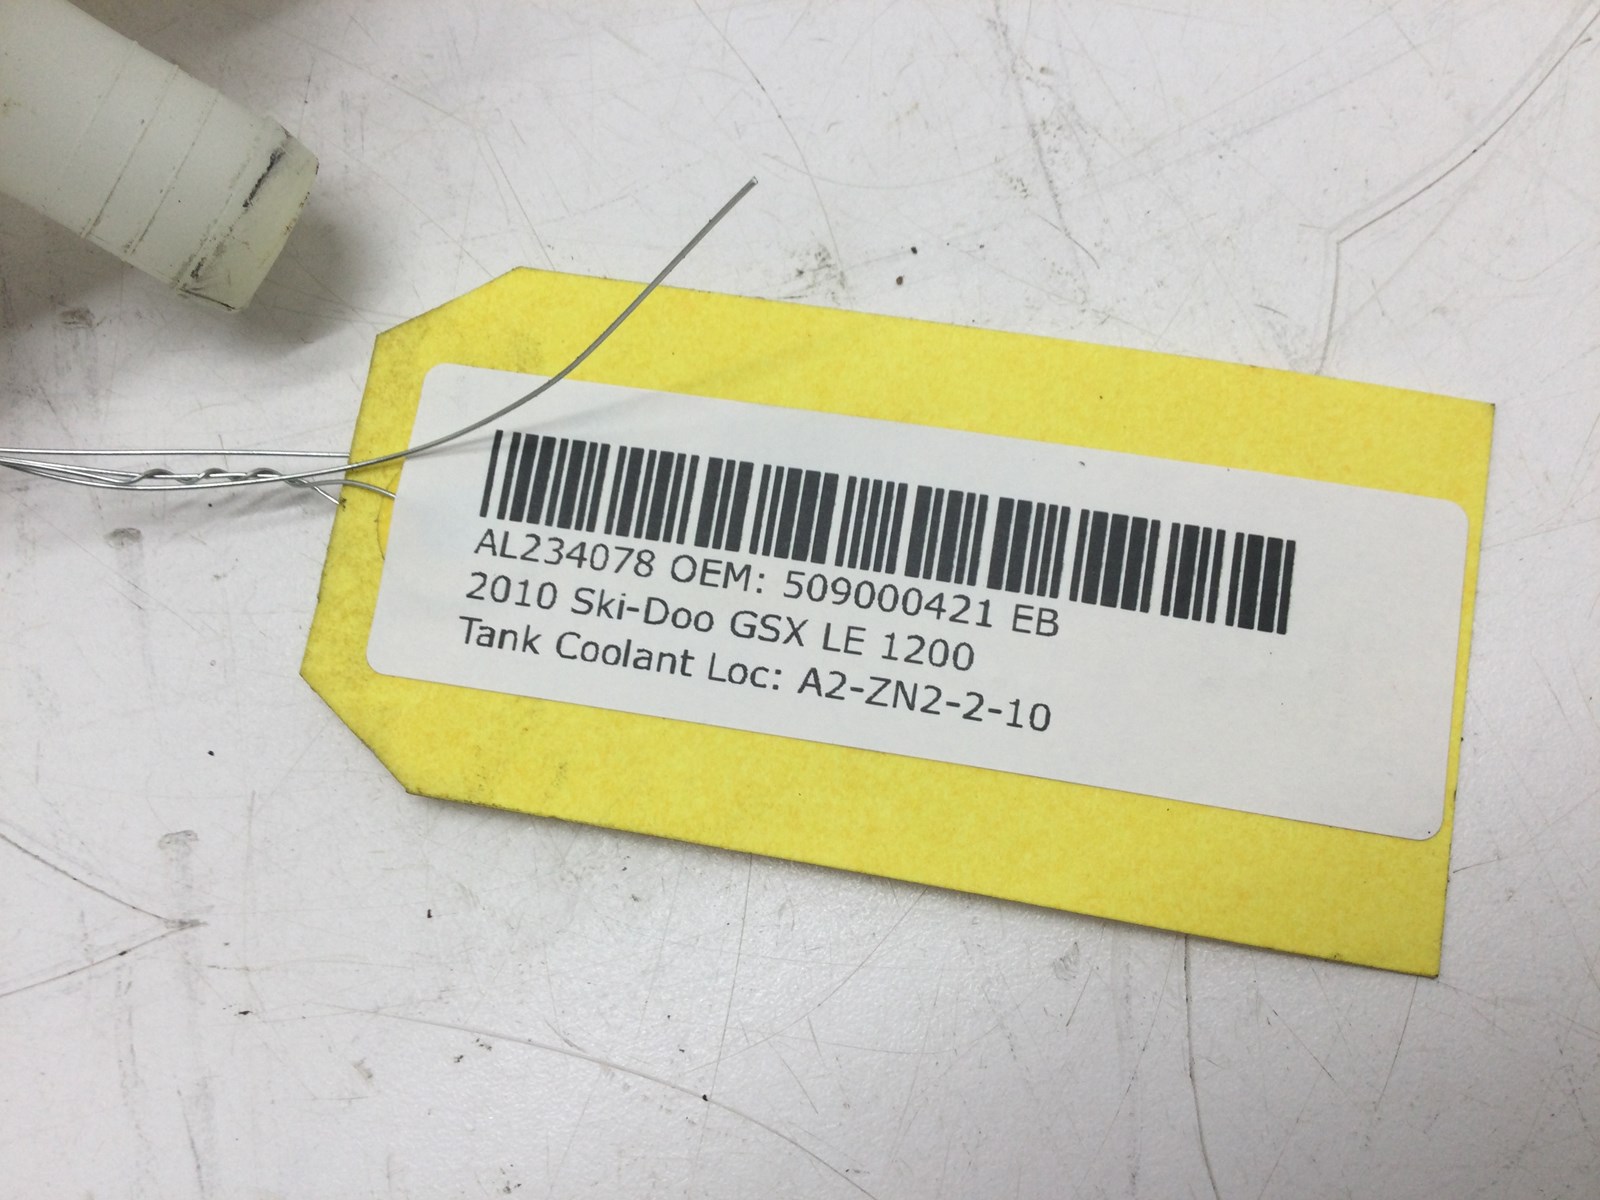 AL234078 OEM: 509000421 EB
2010 Ski-Doo GSX LE 1200
Tank Coolant Loc: A2-ZN2-2-10